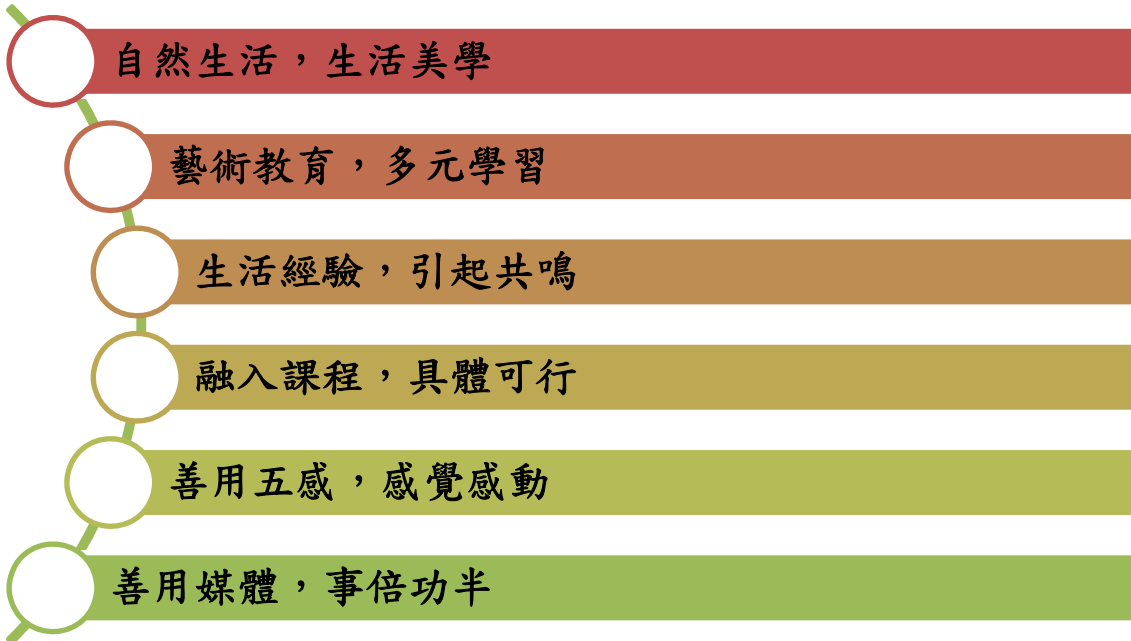 自然生活，生活美學
藝術教育，多元學習
生活經驗，引起共鳴
融入課程，具體可行
善用五感，感覺感動
善用媒體，事倍功半